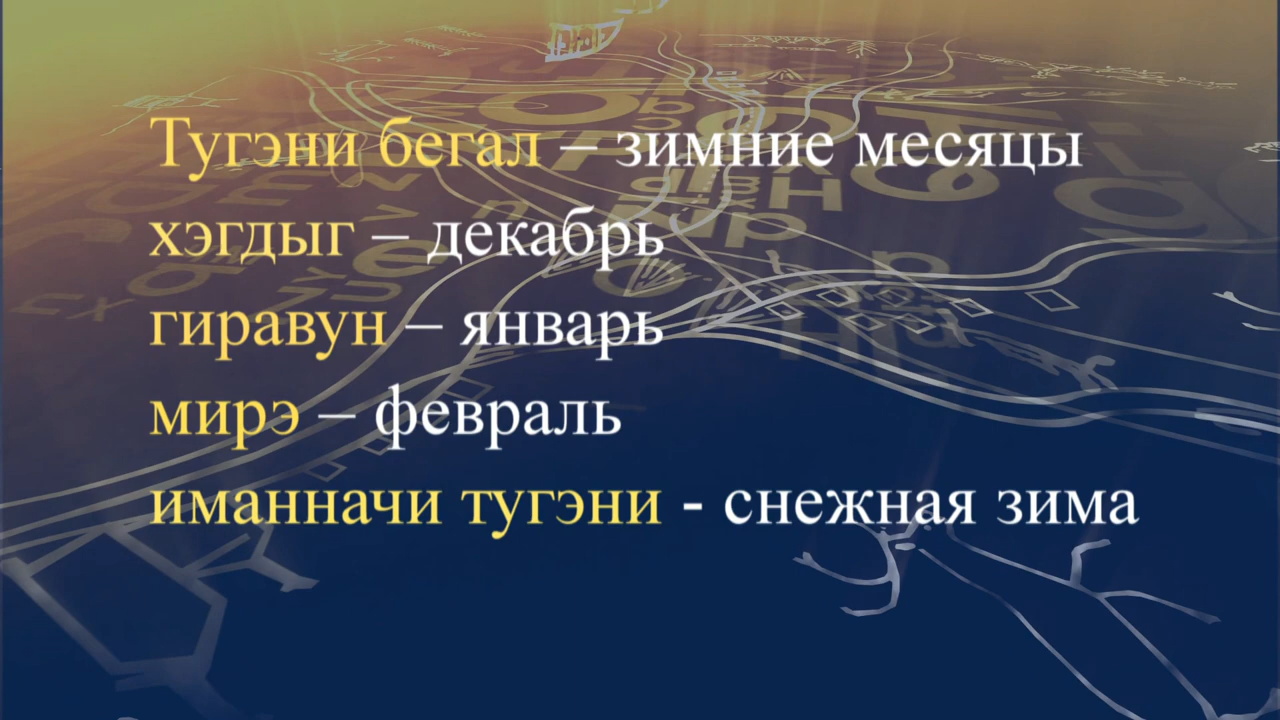 Тугэни бегал – зимние месяцы
хэгдыг – декабрь
гиравун – январь
мирэ – февраль
иманначи тугэни - снежная зима